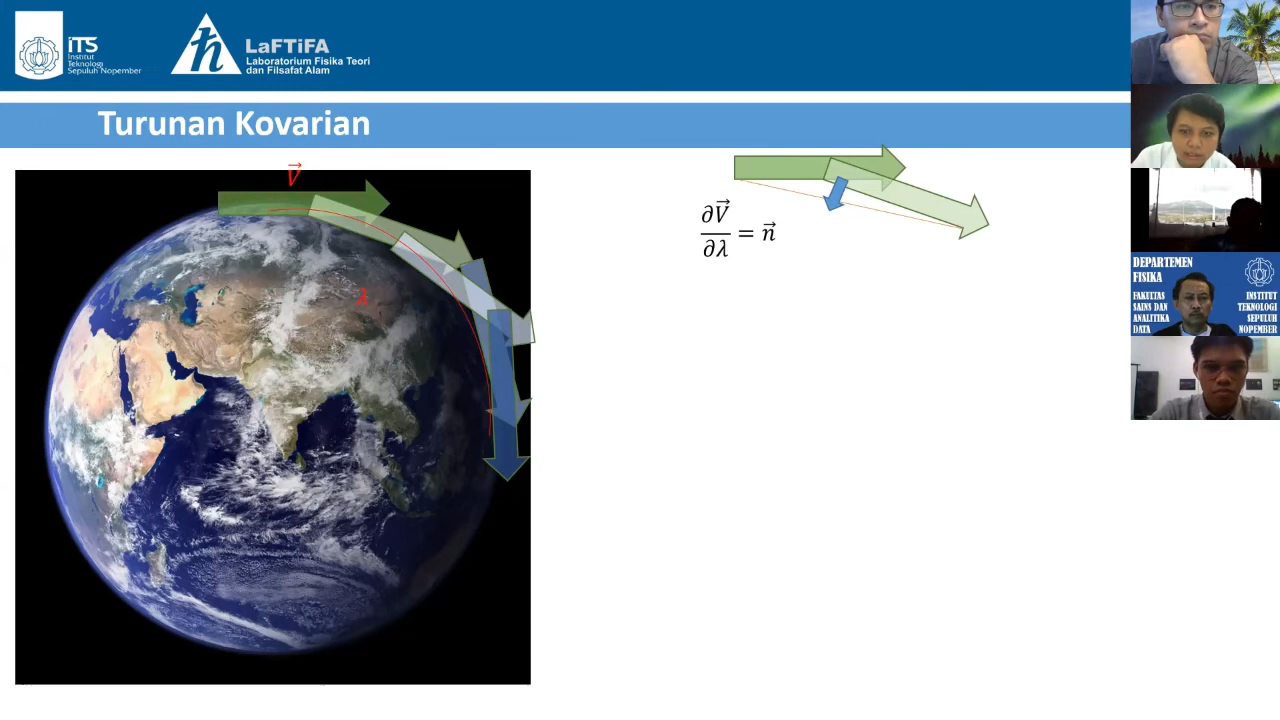 iTS
Institut
Teknologi
Sepuluh Nopember
ℏ
LaFTiFA
Laboratorium Fisika Teori
dan Filsafat Alam
Turunan Kovarian
V⃗
λ
∂V⃗/∂λ = n⃗
DEPARTEMEN
FISIKA
FAKULTAS
SAINS DAN
ANALITIKA
DATA
INSTITUT
TEKNOLOGI
SEPULUH
NOPEMBER